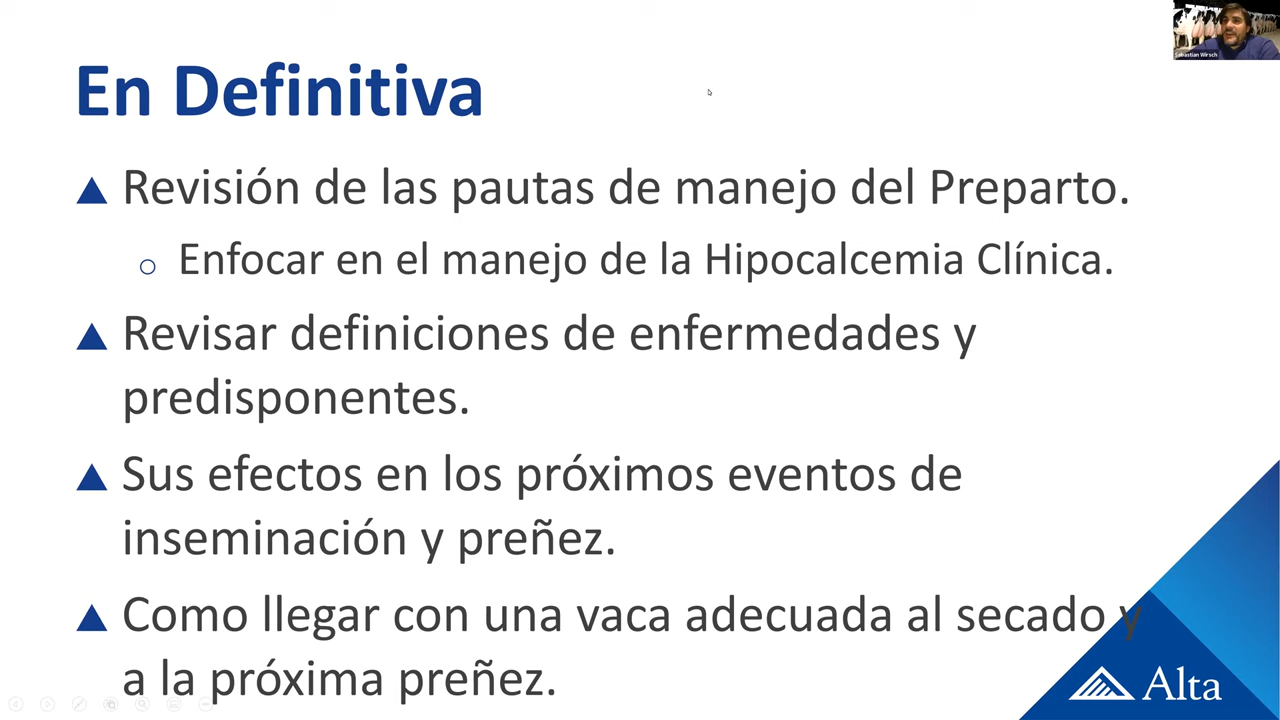 Sebastian Wirsch
En Definitiva
Revisión de las pautas de manejo del Preparto.
Enfocar en el manejo de la Hipocalcemia Clínica.
Revisar definiciones de enfermedades y
predisponentes.
Sus efectos en los próximos eventos de
inseminación y preñez.
Como llegar con una vaca adecuada al secado y
a la próxima preñez.
Alta